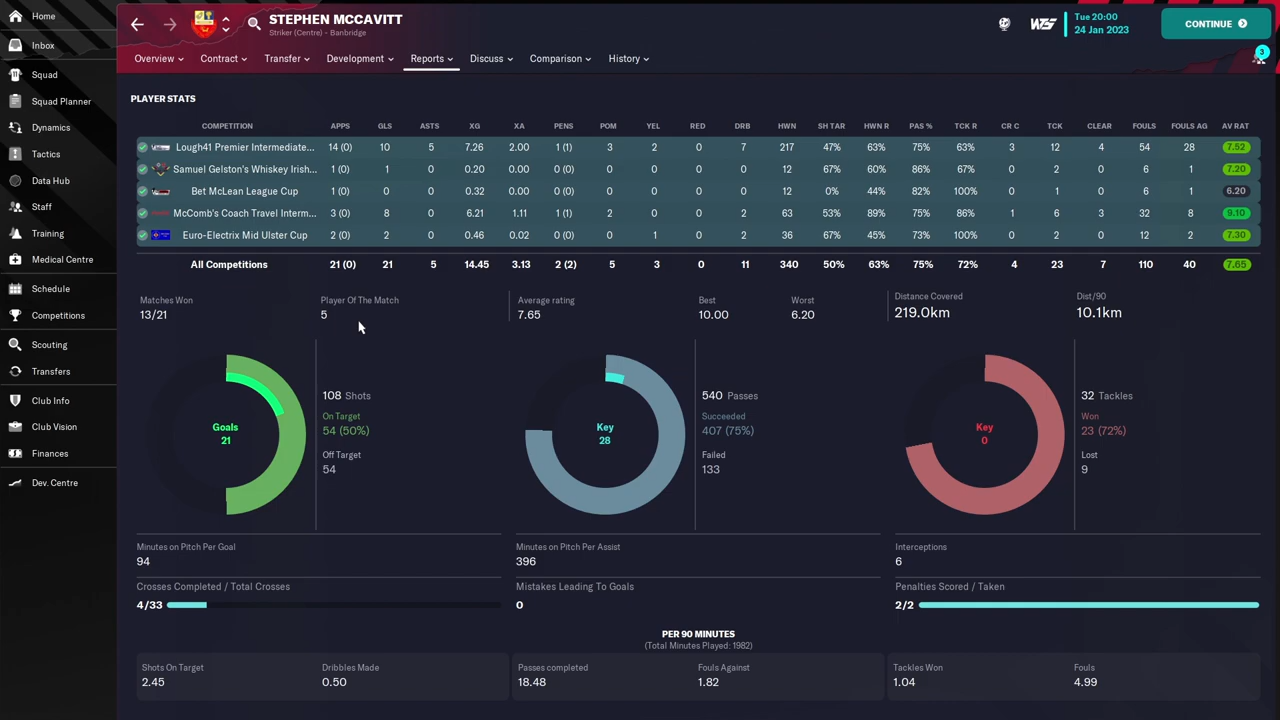 Home
STEPHEN MCCAVITT
Striker (Centre) - Banbridge
Tue 20:00
24 Jan 2023
CONTINUE
3
Inbox
Squad
Squad Planner
Dynamics
Tactics
Data Hub
Staff
Training
Medical Centre
Schedule
Competitions
Scouting
Transfers
Club Info
Club Vision
Finances
Dev. Centre
Overview Contract Transfer Development Reports Discuss Comparison History
PLAYER STATS
COMPETITION APPS GLS ASTS XG XA PENS POM YEL RED DRB HWN SH TAR HWN R PAS % TCK R CR C TCK CLEAR FOULS FOULS AG AV RAT
Lough41 Premier Intermediate... 14 (0) 10 5 7.26 2.00 1 (1) 3 2 0 7 217 47% 63% 75% 63% 3 12 4 54 28 7.52
Samuel Gelston's Whiskey Irish... 1 (0) 1 0 0.20 0.00 0 (0) 0 0 0 0 12 67% 60% 86% 67% 0 2 0 6 1 7.20
Bet McLean League Cup 1 (0) 0 0 0.32 0.00 0 (0) 0 0 0 0 12 0% 44% 82% 100% 0 1 0 6 1 6.20
McComb's Coach Travel Interm... 3 (0) 8 0 6.21 1.11 1 (1) 2 0 0 2 63 53% 89% 75% 86% 1 6 3 32 8 9.10
Euro-Electrix Mid Ulster Cup 2 (0) 2 0 0.46 0.02 0 (0) 0 1 0 2 36 67% 45% 73% 100% 0 2 0 12 2 7.30
All Competitions 21 (0) 21 5 14.45 3.13 2 (2) 5 3 0 11 340 50% 63% 75% 72% 4 23 7 110 40 7.65
Matches Won
13/21
Player Of The Match
5
Average rating
7.65
Best
10.00
Worst
6.20
Distance Covered
219.0km
Dist/90
10.1km
Goals
21
108 Shots
On Target
54 (50%)
Off Target
54
Key
28
540 Passes
Succeeded
407 (75%)
Failed
133
Key
0
32 Tackles
Won
23 (72%)
Lost
9
Minutes on Pitch Per Goal
94
Minutes on Pitch Per Assist
396
Interceptions
6
Crosses Completed / Total Crosses
4/33
Mistakes Leading To Goals
0
Penalties Scored / Taken
2/2
PER 90 MINUTES
(Total Minutes Played: 1982)
Shots On Target
2.45
Dribbles Made
0.50
Passes completed
18.48
Fouls Against
1.82
Tackles Won
1.04
Fouls
4.99